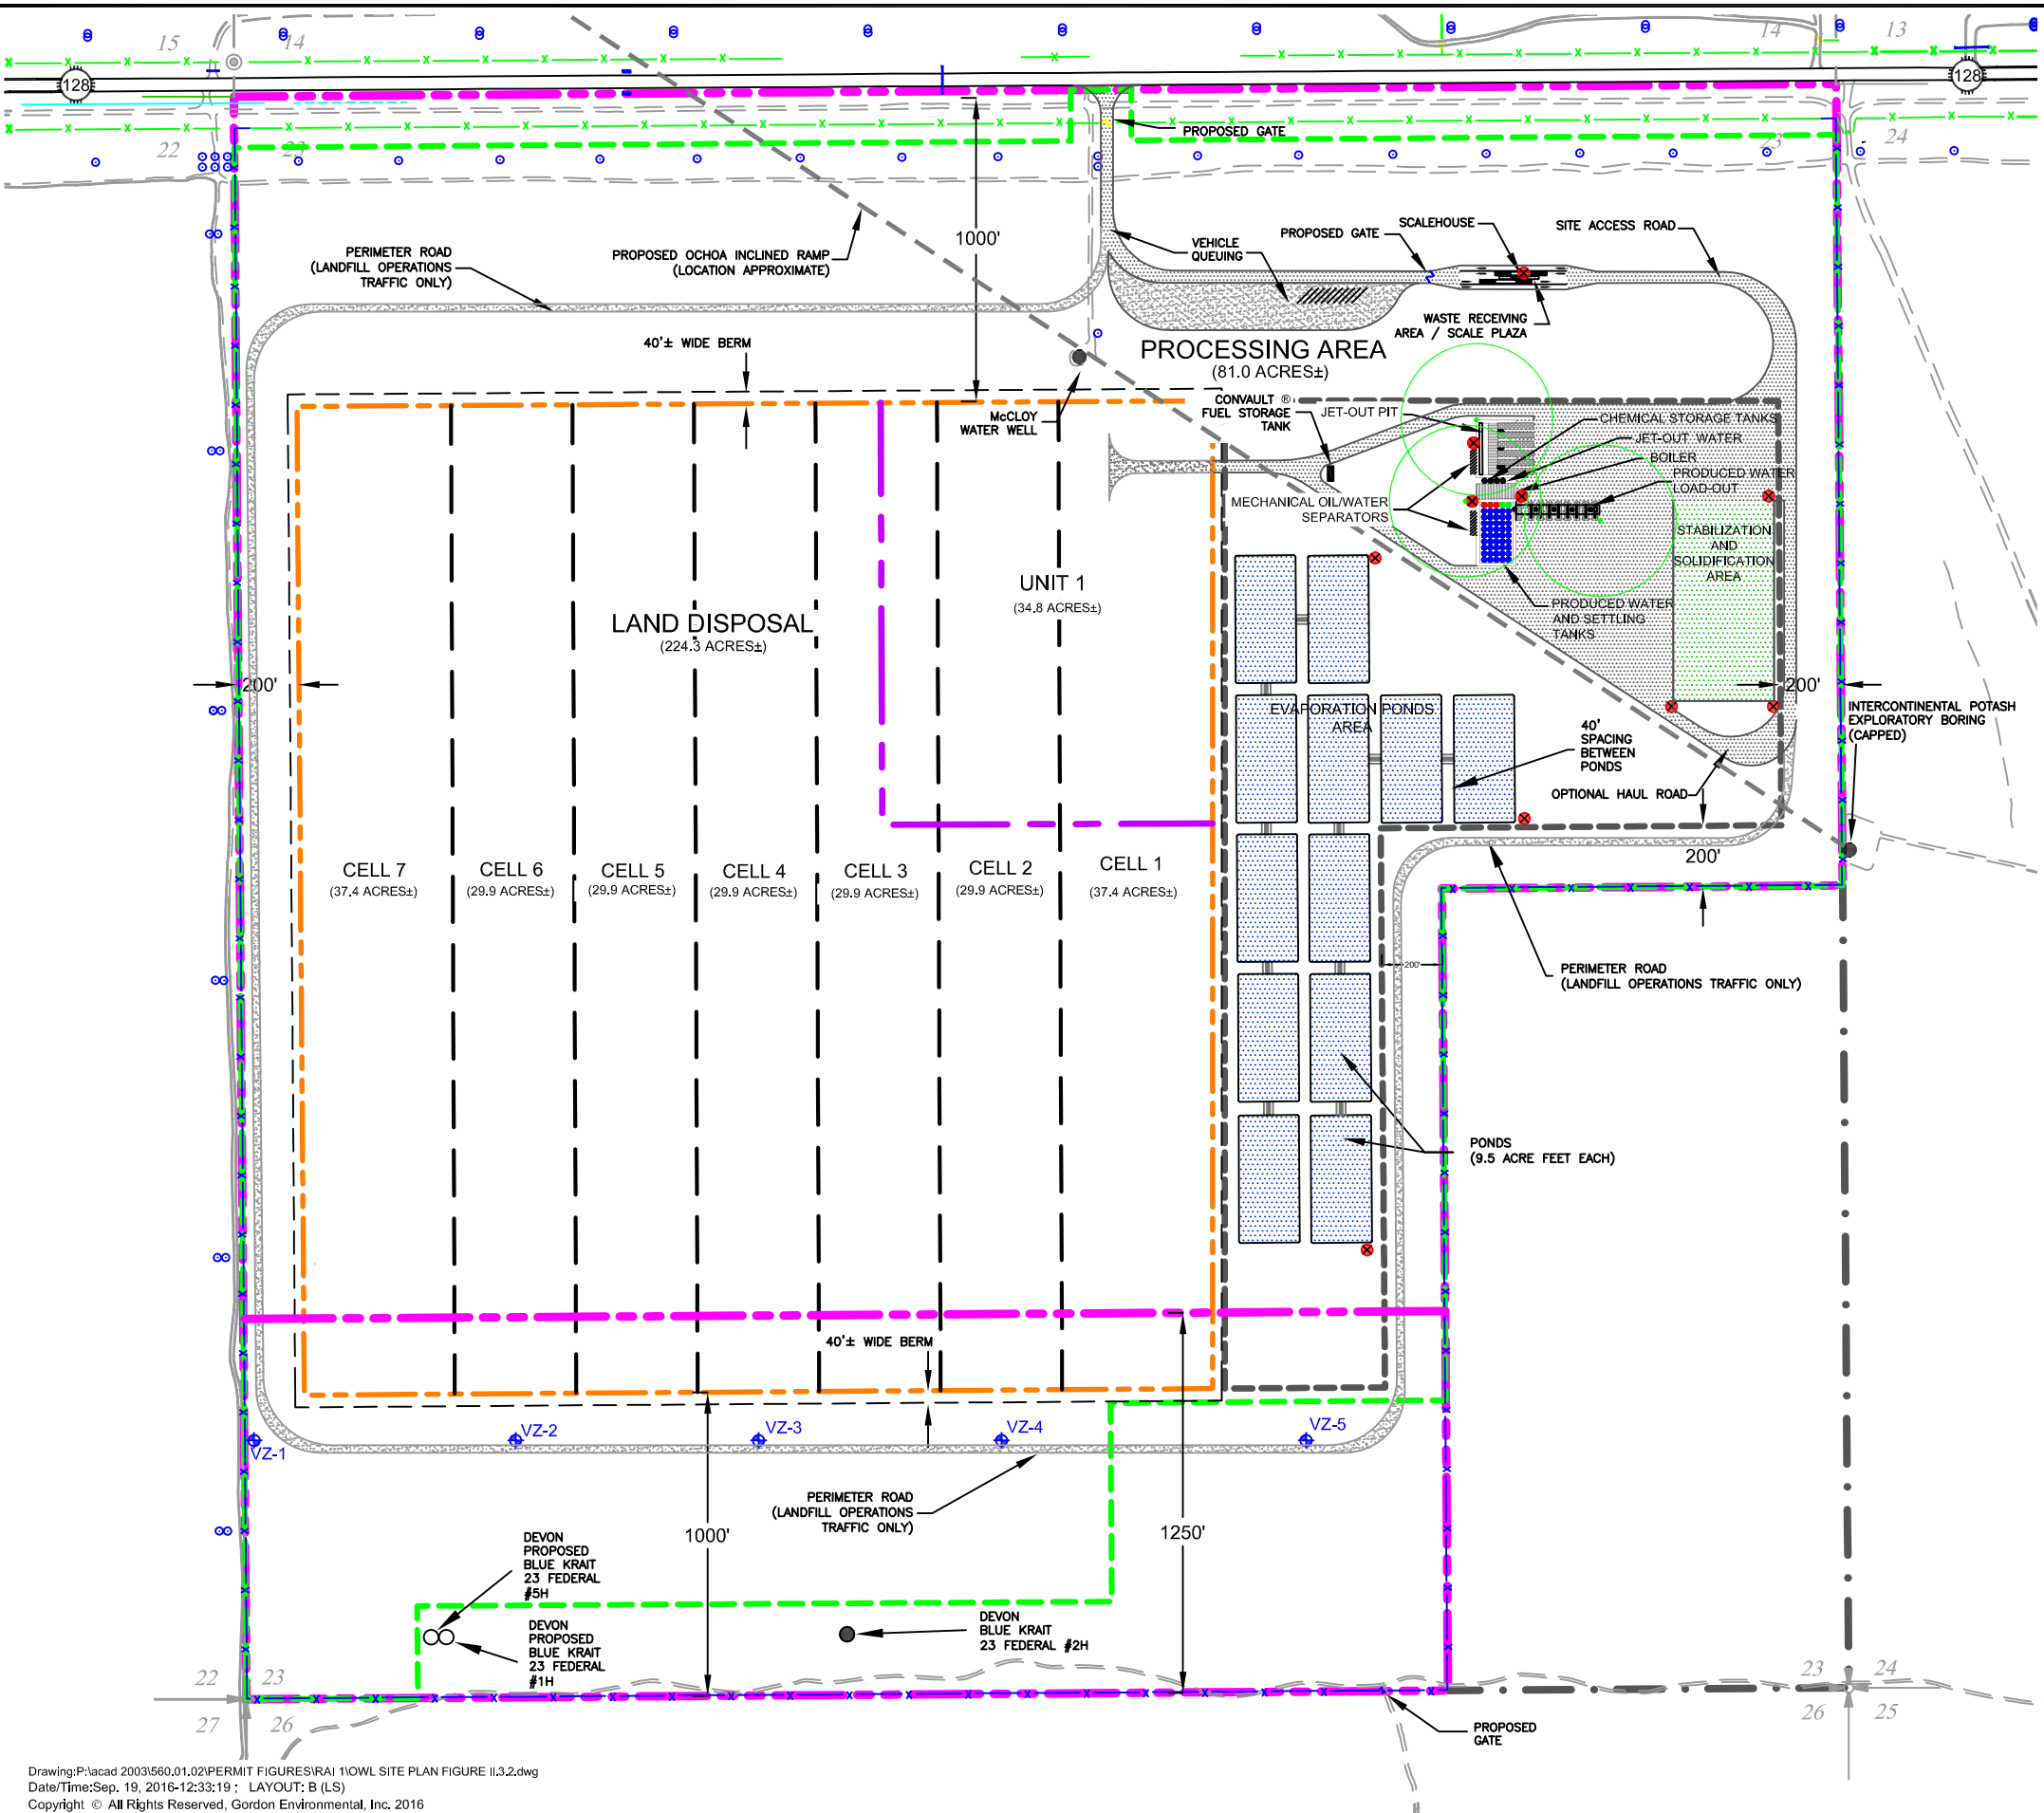 15
14
14
13
128
128
22
23
23
24
PROPOSED GATE
1000'
PERIMETER ROAD
(LANDFILL OPERATIONS
TRAFFIC ONLY)
PROPOSED OCHOA INCLINED RAMP
(LOCATION APPROXIMATE)
VEHICLE
QUEUING
PROPOSED GATE
SCALEHOUSE
SITE ACCESS ROAD
WASTE RECEIVING
AREA / SCALE PLAZA
40'± WIDE BERM
PROCESSING AREA
(81.0 ACRES±)
McCLOY
WATER WELL
CONVAULT ®
FUEL STORAGE
TANK
JET-OUT PIT
CHEMICAL STORAGE TANKS
JET-OUT WATER
BOILER
PRODUCED WATER
LOAD-OUT
MECHANICAL OIL/WATER
SEPARATORS
STABILIZATION
AND
SOLIDIFICATION
AREA
UNIT 1
(34.8 ACRES±)
LAND DISPOSAL
(224.3 ACRES±)
PRODUCED WATER
AND SETTLING
TANKS
200'
200'
EVAPORATION PONDS
AREA
40'
SPACING
BETWEEN
PONDS
INTERCONTINENTAL POTASH
EXPLORATORY BORING
(CAPPED)
OPTIONAL HAUL ROAD
200'
CELL 7
(37.4 ACRES±)
CELL 6
(29.9 ACRES±)
CELL 5
(29.9 ACRES±)
CELL 4
(29.9 ACRES±)
CELL 3
(29.9 ACRES±)
CELL 2
(29.9 ACRES±)
CELL 1
(37.4 ACRES±)
200'
PERIMETER ROAD
(LANDFILL OPERATIONS TRAFFIC ONLY)
PONDS
(9.5 ACRE FEET EACH)
40'± WIDE BERM
VZ-1
VZ-2
VZ-3
VZ-4
VZ-5
PERIMETER ROAD
(LANDFILL OPERATIONS
TRAFFIC ONLY)
1000'
1250'
DEVON
PROPOSED
BLUE KRAIT
23 FEDERAL
#5H
DEVON
PROPOSED
BLUE KRAIT
23 FEDERAL
#1H
DEVON
BLUE KRAIT
23 FEDERAL #2H
22
23
27
26
23
24
26
25
PROPOSED
GATE
Drawing:P:\acad 2003\560.01.02\PERMIT FIGURES\RAI 1\OWL SITE PLAN FIGURE II.3.2.dwg
Date/Time:Sep. 19, 2016-12:33:19 ; LAYOUT: B (LS)
Copyright © All Rights Reserved, Gordon Environmental, Inc. 2016